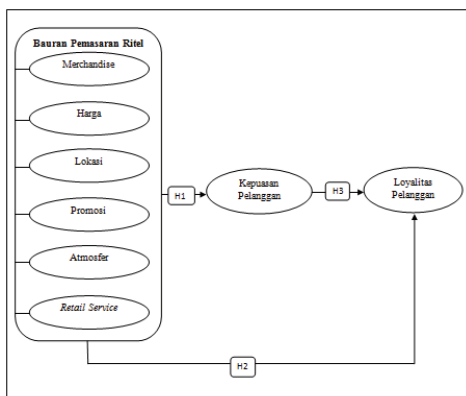 Bauran Pemasaran Ritel
Merchandise
Harga
Lokasi
Promosi
Atmosfer
Retail Service
H1
Kepuasan
Pelanggan
H3
Loyalitas
Pelanggan
H2